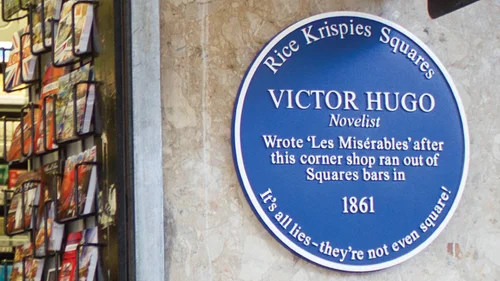 Rice Krispies Squares
VICTOR HUGO
Novelist
Wrote 'Les Misérables' after
this corner shop ran out of
Squares bars in
1861
It's all lies – they're not even square!